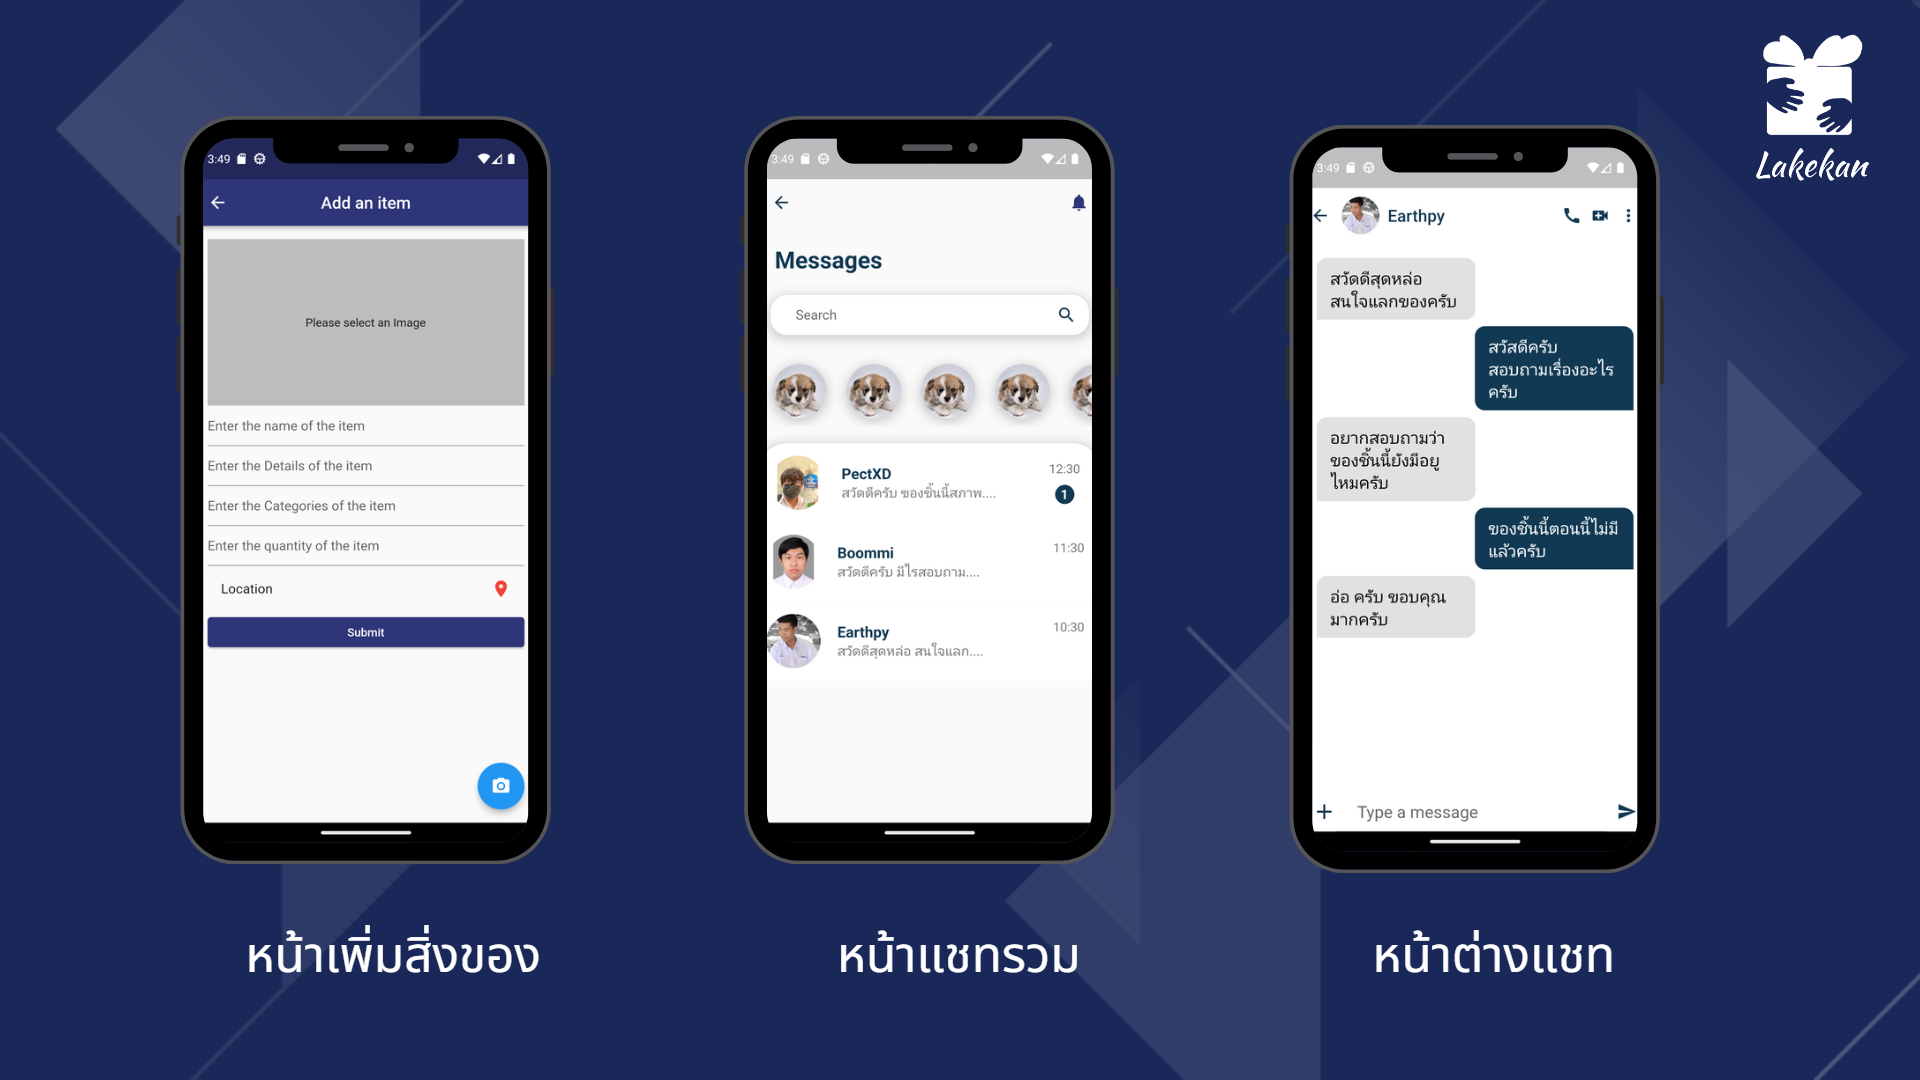 Lakekan
3:49
Add an item
Please select an Image
Enter the name of the item
Enter the Details of the item
Enter the Categories of the item
Enter the quantity of the item
Location
Submit
หน้าเพิ่มสิ่งของ
3:49
Messages
Search
PectXD
12:30
สวัดดีครับ ของชิ้นนี้สภาพ....
1
Boommi
11:30
สวัดดีครับ มีไรสอบถาม....
Earthpy
10:30
สวัดดีสุดหล่อ สนใจแลก....
หน้าแชทรวม
3:49
Earthpy
สวัดดีสุดหล่อ
สนใจแลกของครับ
สวัสดีครับ
สอบถามเรื่องอะไร
ครับ
อยากสอบถามว่า
ของชิ้นนี้ยังมีอยู่
ไหมครับ
ของชิ้นนี้ตอนนี้ไม่มี
แล้วครับ
อ่อ ครับ ขอบคุณ
มากครับ
Type a message
หน้าต่างแชท